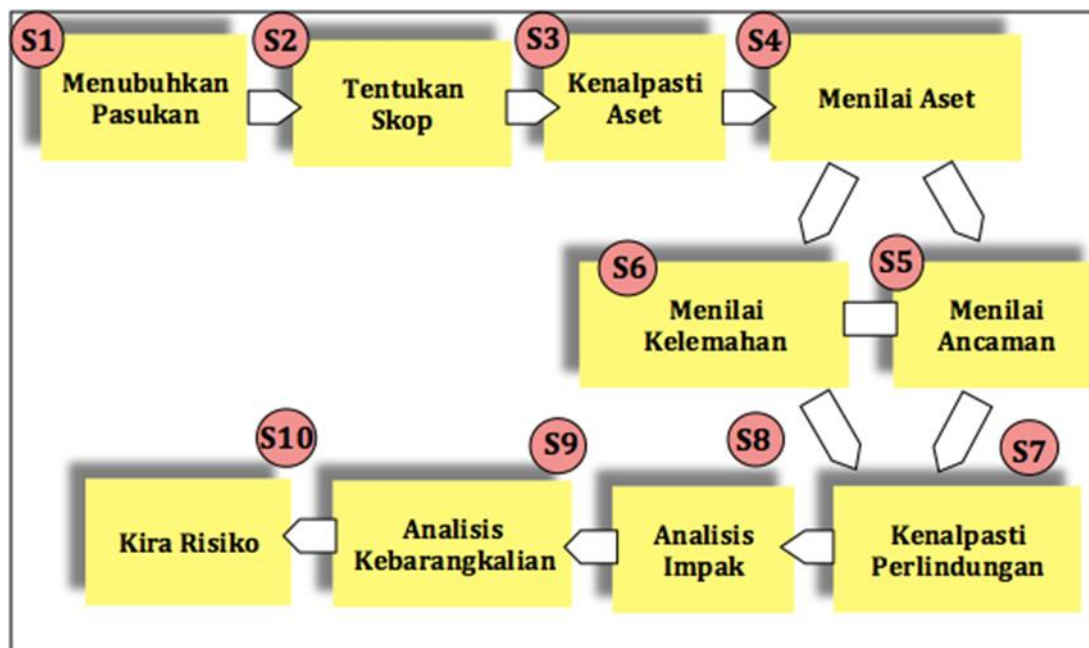 S1
Menubuhkan
Pasukan
S2
Tentukan
Skop
S3
Kenalpasti
Aset
S4
Menilai Aset
S5
Menilai
Ancaman
S6
Menilai
Kelemahan
S7
Kenalpasti
Perlindungan
S8
Analisis
Impak
S9
Analisis
Kebarangkalian
S10
Kira Risiko